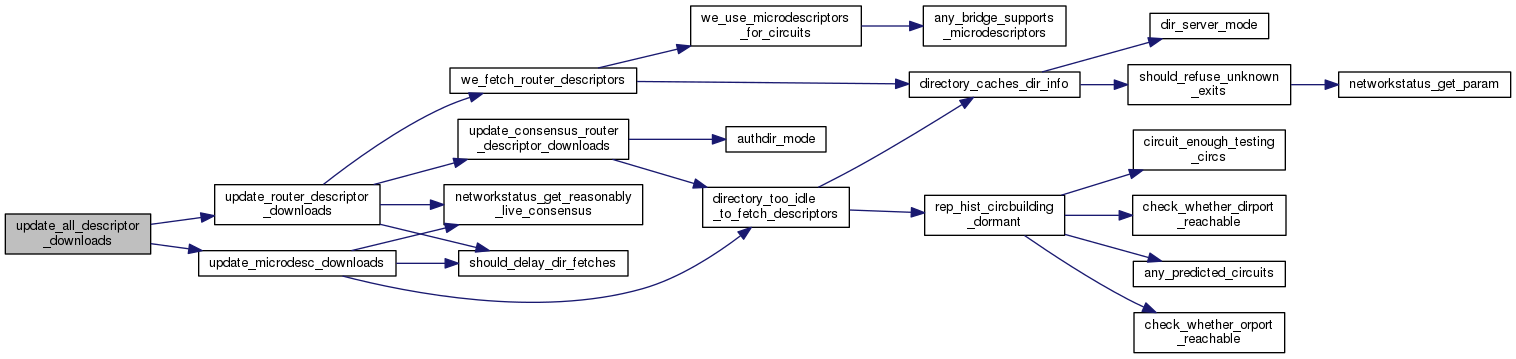 we_use_microdescriptors
_for_circuits
any_bridge_supports
_microdescriptors
dir_server_mode
we_fetch_router_descriptors
directory_caches_dir_info
should_refuse_unknown
_exits
networkstatus_get_param
update_consensus_router
_descriptor_downloads
authdir_mode
circuit_enough_testing
_circs
update_router_descriptor
_downloads
networkstatus_get_reasonably
_live_consensus
directory_too_idle
_to_fetch_descriptors
rep_hist_circbuilding
_dormant
check_whether_dirport
_reachable
update_all_descriptor
_downloads
update_microdesc_downloads
should_delay_dir_fetches
any_predicted_circuits
check_whether_orport
_reachable